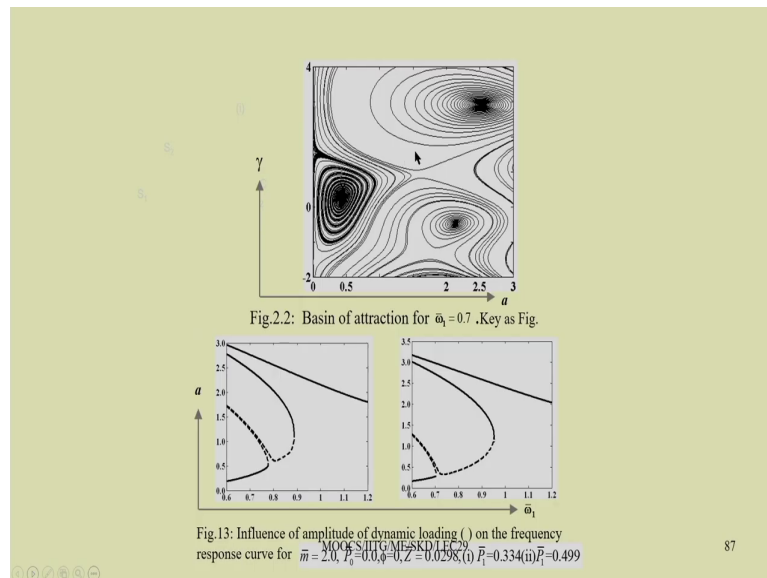 4
γ
0
-2
0 0.5 2 2.5 3
a
Fig.2.2: Basin of attraction for ω̅₁ = 0.7 .Key as Fig.
3.0
2.5
2.0
1.5
1.0
0.5
0.0
0.6 0.7 0.8 0.9 1 1.1 1.2
a
3.5
3.0
2.5
2.0
1.5
1.0
0.5
0.0
0.6 0.7 0.8 0.9 1 1.1 1.2
ω̅₁
Fig.13: Influence of amplitude of dynamic loading ( ) on the frequency
response curve for m̅ = 2.0, P̅₀=0.0,ϕ=0, Z̅ = 0.0298,(i) P̅₁=0.334(ii)P̅₁=0.499
MOOCS/IITG/ME/SKD/LEC29
87